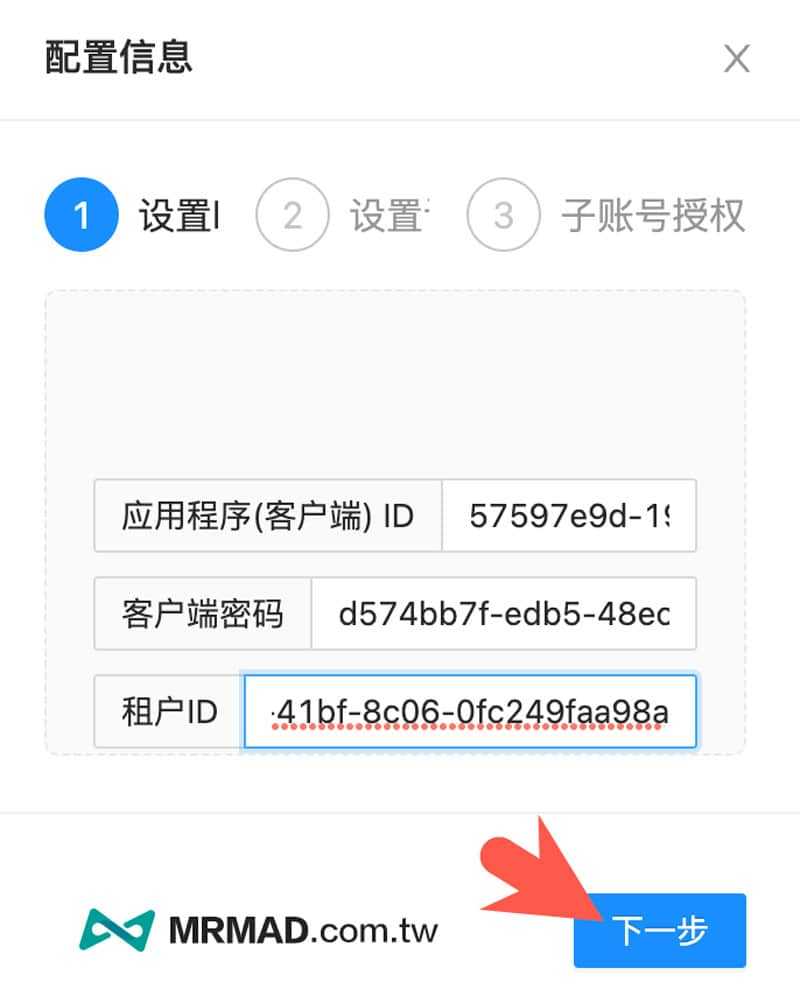 配置信息
1 设置I 2 设置 3 子账号授权
应用程序(客户端) ID 57597e9d-19
客户端密码 d574bb7f-edb5-48ec
租户ID -41bf-8c06-0fc249faa98a
MRMAD.com.tw
下一步